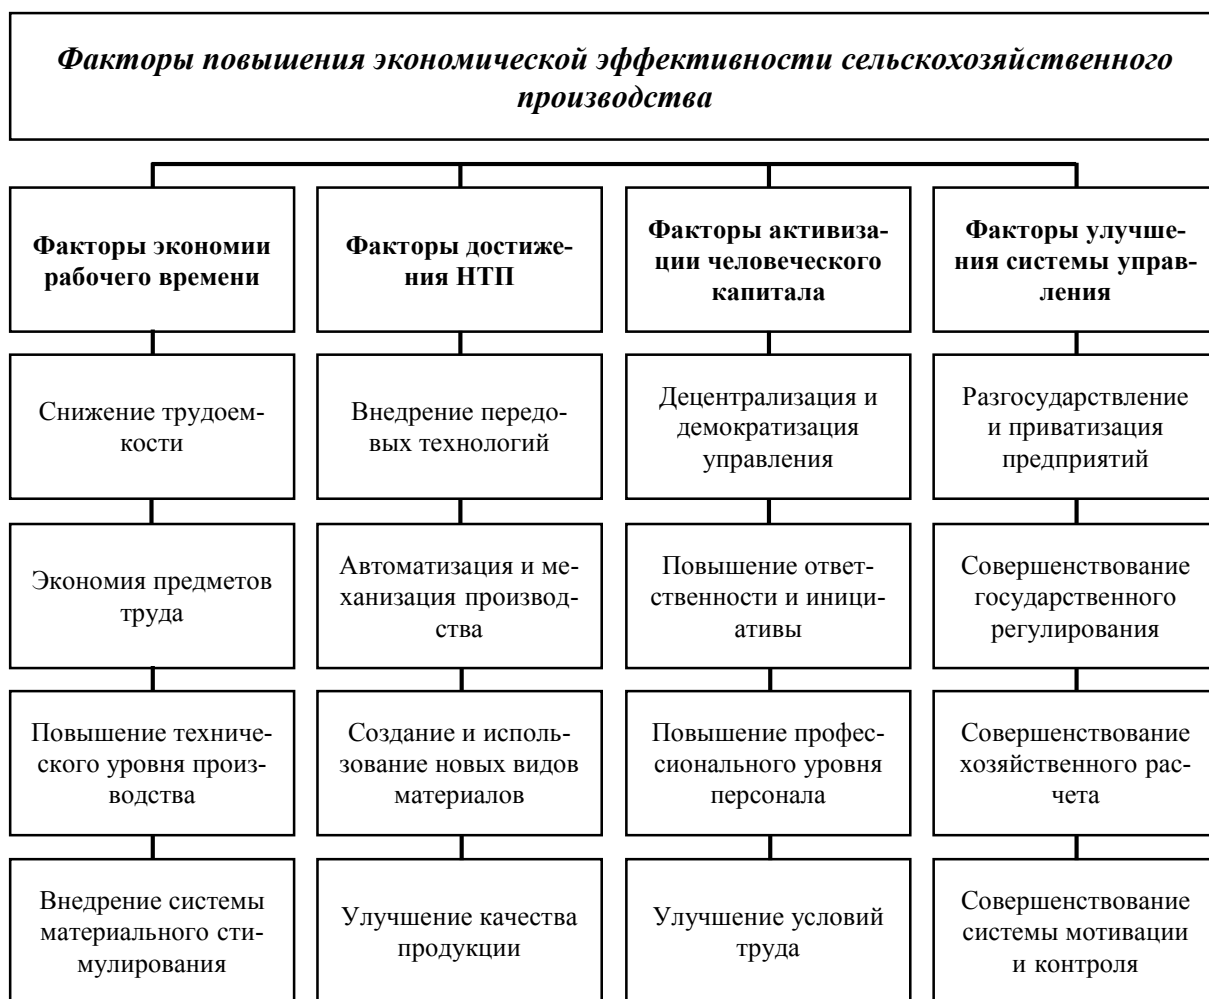 Факторы повышения экономической эффективности сельскохозяйственного
производства
Факторы экономии
рабочего времени
Факторы достиже-
ния НТП
Факторы активиза-
ции человеческого
капитала
Факторы улучше-
ния системы управ-
ления
Снижение трудоем-
кости
Внедрение передо-
вых технологий
Децентрализация и
демократизация
управления
Разгосударствление
и приватизация
предприятий
Экономия предметов
труда
Автоматизация и ме-
ханизация производ-
ства
Повышение ответ-
ственности и иници-
ативы
Совершенствование
государственного
регулирования
Повышение техниче-
ского уровня произ-
водства
Создание и исполь-
зование новых видов
материалов
Повышение профес-
сионального уровня
персонала
Совершенствование
хозяйственного рас-
чета
Внедрение системы
материального сти-
мулирования
Улучшение качества
продукции
Улучшение условий
труда
Совершенствование
системы мотивации
и контроля